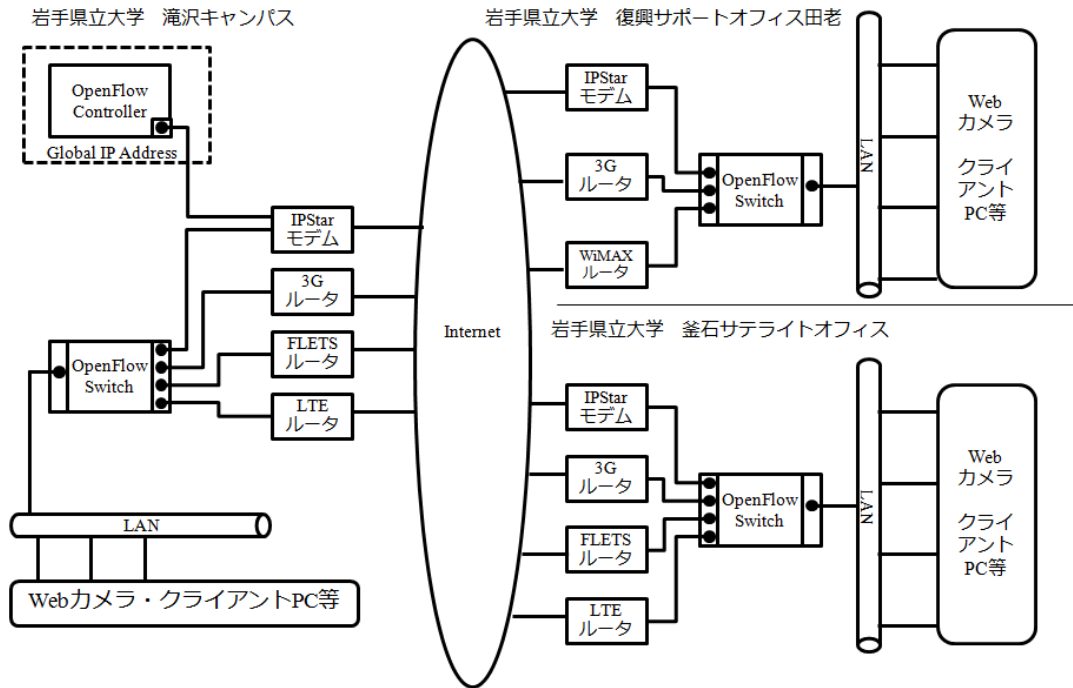 岩手県立大学　滝沢キャンパス
OpenFlow
Controller
Global IP Address
IPStar
モデム
3G
ルータ
FLETS
ルータ
LTE
ルータ
OpenFlow
Switch
LAN
Webカメラ・クライアントPC等
Internet
岩手県立大学　復興サポートオフィス田老
IPStar
モデム
3G
ルータ
WiMAX
ルータ
OpenFlow
Switch
LAN
Web
カメラ
クライ
アント
PC等
岩手県立大学　釜石サテライトオフィス
IPStar
モデム
3G
ルータ
FLETS
ルータ
LTE
ルータ
OpenFlow
Switch
LAN
Web
カメラ
クライ
アント
PC等